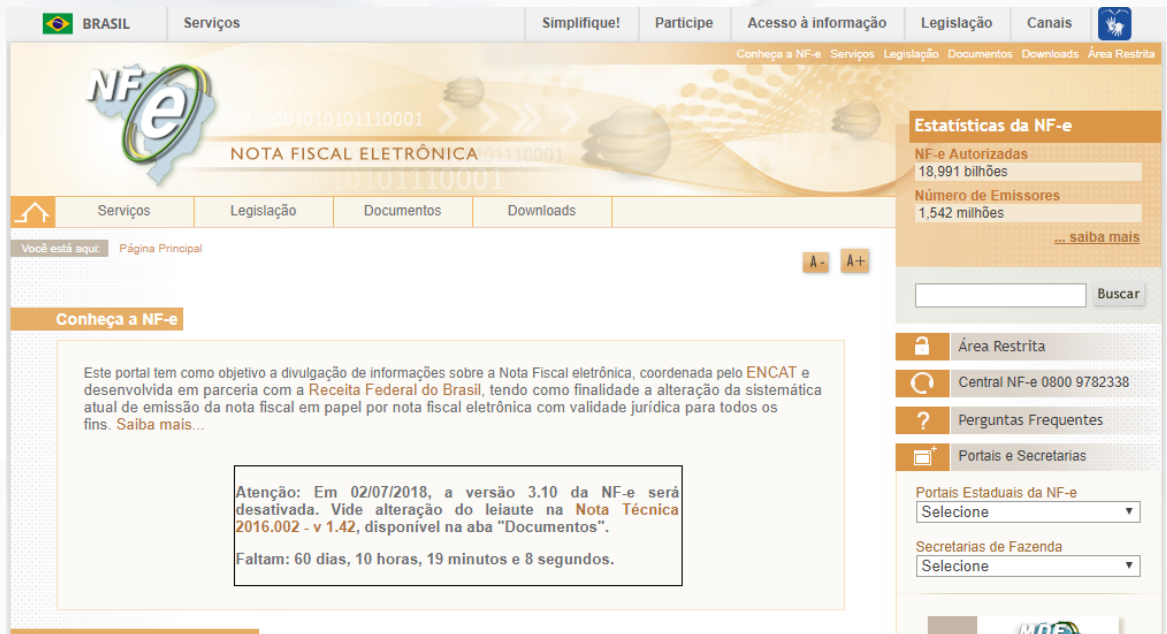 BRASIL Serviços Simplifique! Participe Acesso à informação Legislação Canais
Conheça a NF-e Serviços Legislação Documentos Downloads Área Restrita
NFe
10001010101110001
NOTA FISCAL ELETRÔNICA
10101110001
Estatísticas da NF-e
NF-e Autorizadas
18,991 bilhões
Número de Emissores
1,542 milhões
... saiba mais
Serviços Legislação Documentos Downloads
Você está aqui: Página Principal
A - A+
Buscar
Conheça a NF-e
Este portal tem como objetivo a divulgação de informações sobre a Nota Fiscal eletrônica, coordenada pelo ENCAT e
desenvolvida em parceria com a Receita Federal do Brasil, tendo como finalidade a alteração da sistemática
atual de emissão da nota fiscal em papel por nota fiscal eletrônica com validade jurídica para todos os
fins. Saiba mais...
Atenção: Em 02/07/2018, a versão 3.10 da NF-e será
desativada. Vide alteração do leiaute na Nota Técnica
2016.002 - v 1.42, disponível na aba "Documentos".
Faltam: 60 dias, 10 horas, 19 minutos e 8 segundos.
Área Restrita
Central NF-e 0800 9782338
Perguntas Frequentes
Portais e Secretarias
Portais Estaduais da NF-e
Selecione
Secretarias de Fazenda
Selecione